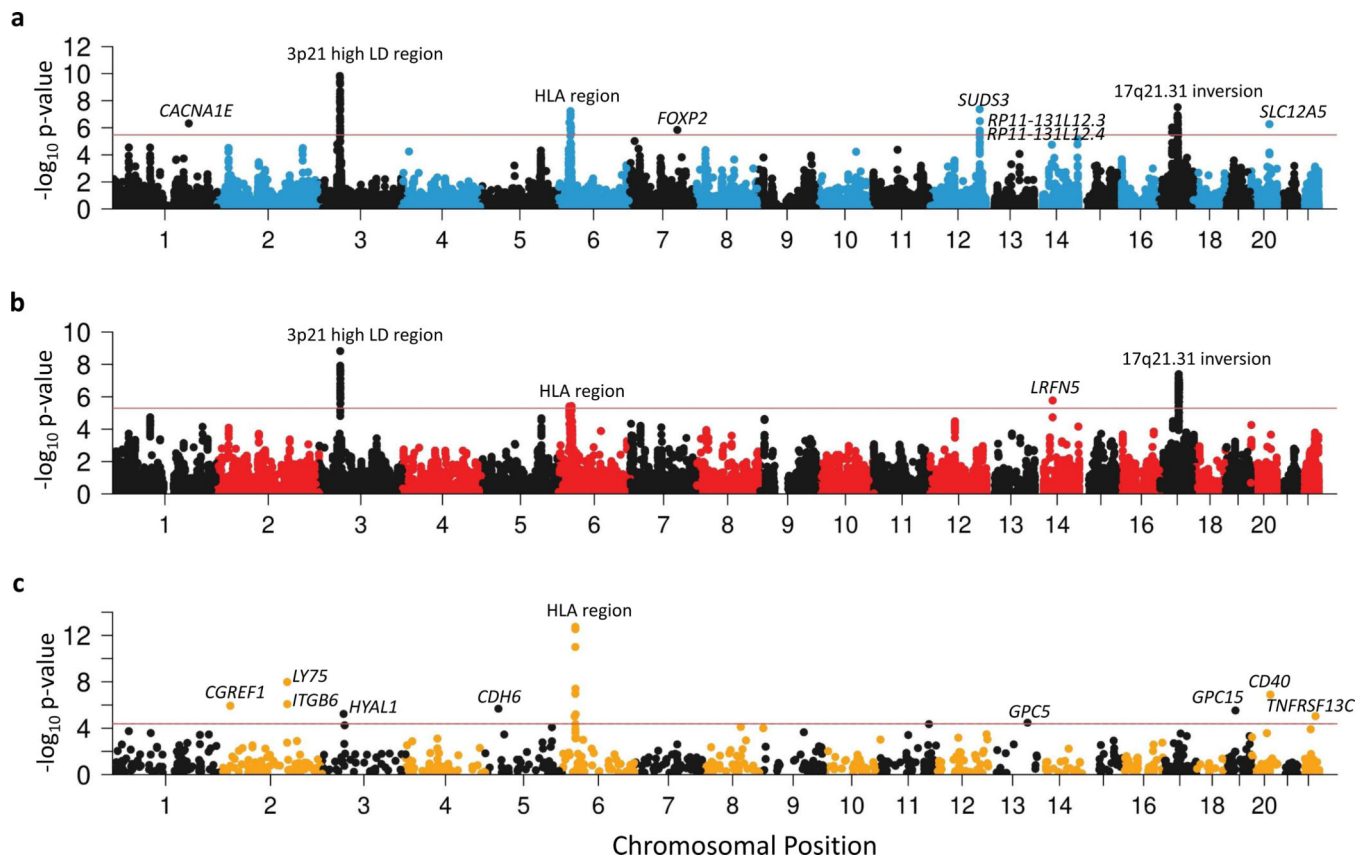 a
12
10
8
6
4
2
0
-log10 p-value
3p21 high LD region
CACNA1E
HLA region
FOXP2
SUDS3
RP11-131L12.3
RP11-131L12.4
17q21.31 inversion
SLC12A5
1 2 3 4 5 6 7 8 9 10 11 12 13 14 16 18 20
b
10
8
6
4
2
0
-log10 p-value
3p21 high LD region
HLA region
LRFN5
17q21.31 inversion
1 2 3 4 5 6 7 8 9 10 11 12 13 14 16 18 20
c
12
8
4
0
-log10 p-value
HLA region
CGREF1
LY75
ITGB6
HYAL1
CDH6
GPC5
GPC15
CD40
TNFRSF13C
1 2 3 4 5 6 7 8 9 10 11 12 13 14 16 18 20
Chromosomal Position